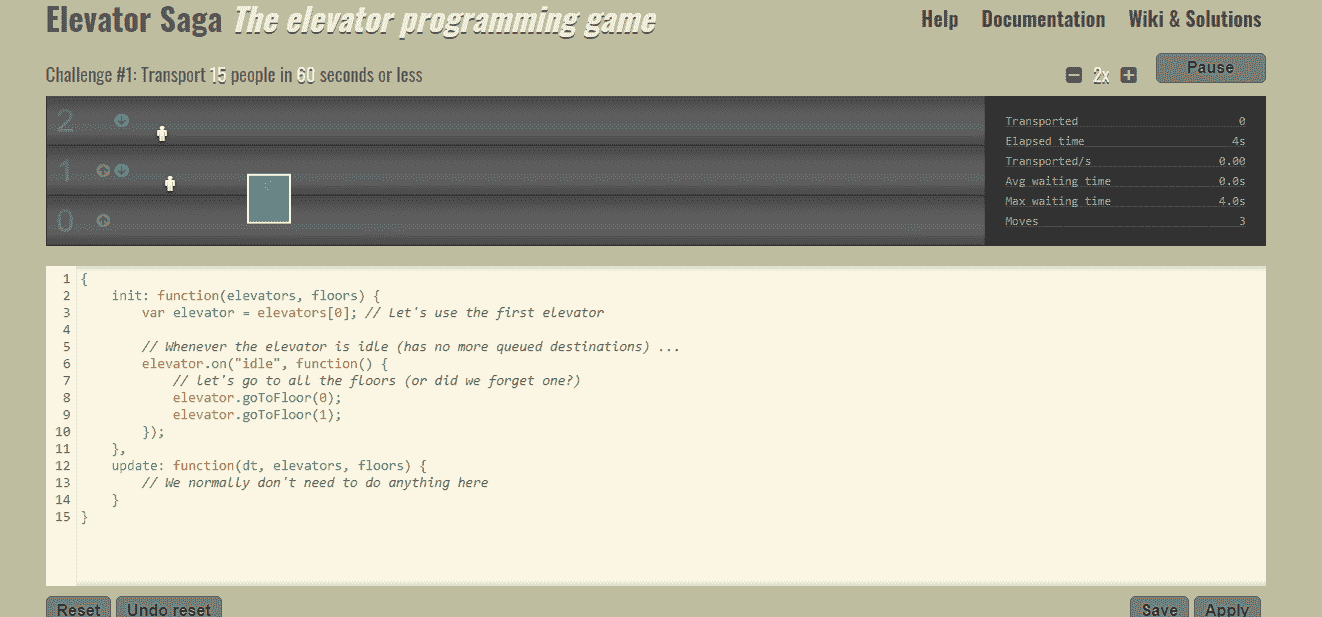 Elevator Saga The elevator programming game
Help Documentation Wiki & Solutions
Challenge #1: Transport 15 people in 60 seconds or less
2x
Pause
2
1
0
Transported 0
Elapsed time 4s
Transported/s 0.00
Avg waiting time 0.0s
Max waiting time 4.0s
Moves 3
1 {
2 init: function(elevators, floors) {
3 var elevator = elevators[0]; // Let's use the first elevator
4
5 // Whenever the elevator is idle (has no more queued destinations) ...
6 elevator.on("idle", function() {
7 // let's go to all the floors (or did we forget one?)
8 elevator.goToFloor(0);
9 elevator.goToFloor(1);
10 });
11 },
12 update: function(dt, elevators, floors) {
13 // We normally don't need to do anything here
14 }
15 }
Reset Undo reset Save Apply